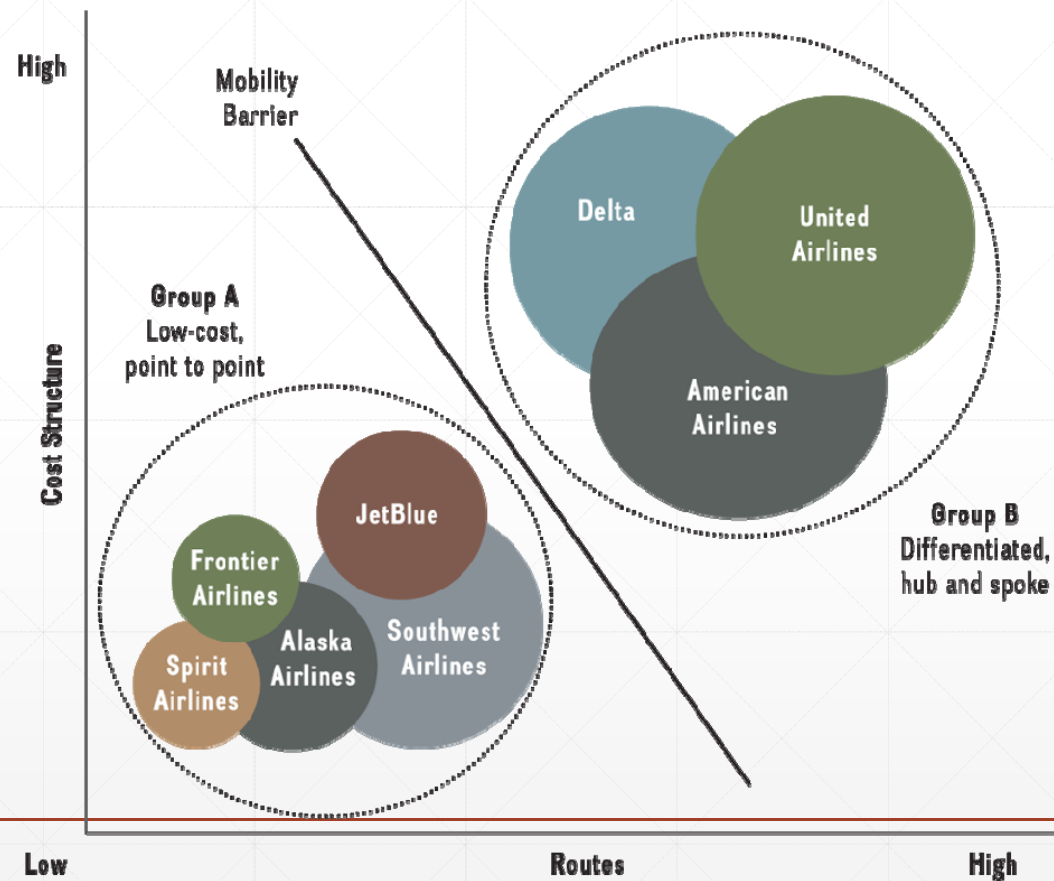 High
Mobility
Barrier
Delta
United
Airlines
Group A
Low-cost,
point to point
Cost Structure
American
Airlines
JetBlue
Group B
Differentiated,
hub and spoke
Frontier
Airlines
Alaska
Airlines
Southwest
Airlines
Spirit
Airlines
Low
Routes
High